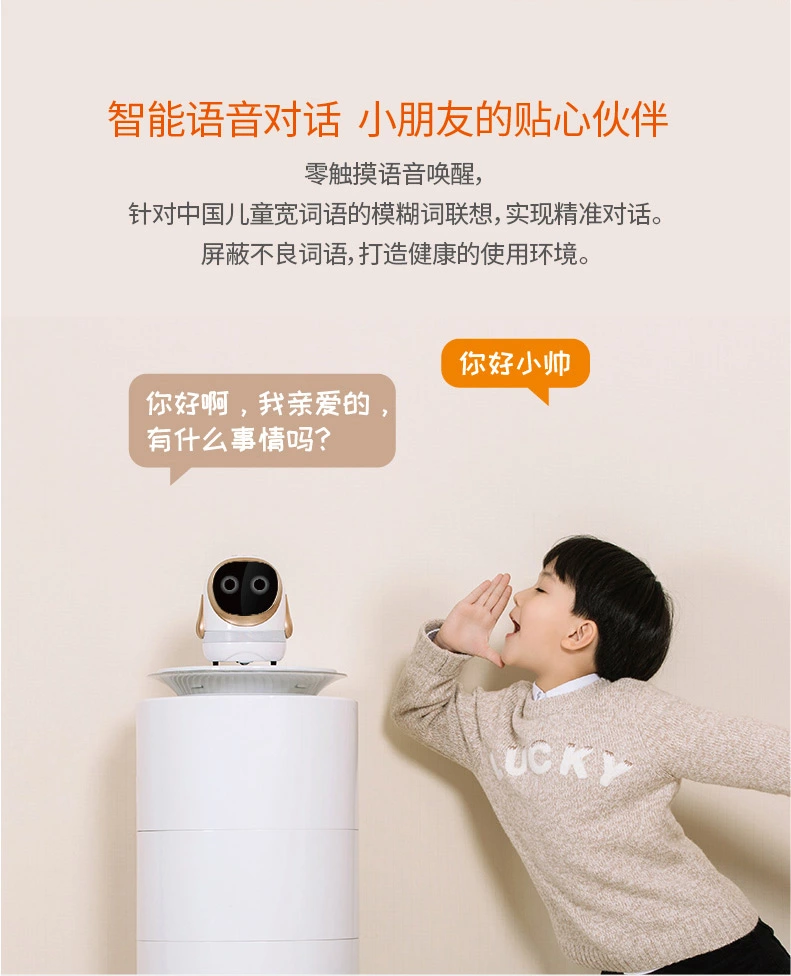 智能语音对话 小朋友的贴心伙伴
零触摸语音唤醒，
针对中国儿童宽词语的模糊词联想，实现精准对话。
屏蔽不良词语，打造健康的使用环境。
你好小帅
你好啊，我亲爱的，
有什么事情吗？
LUCKY